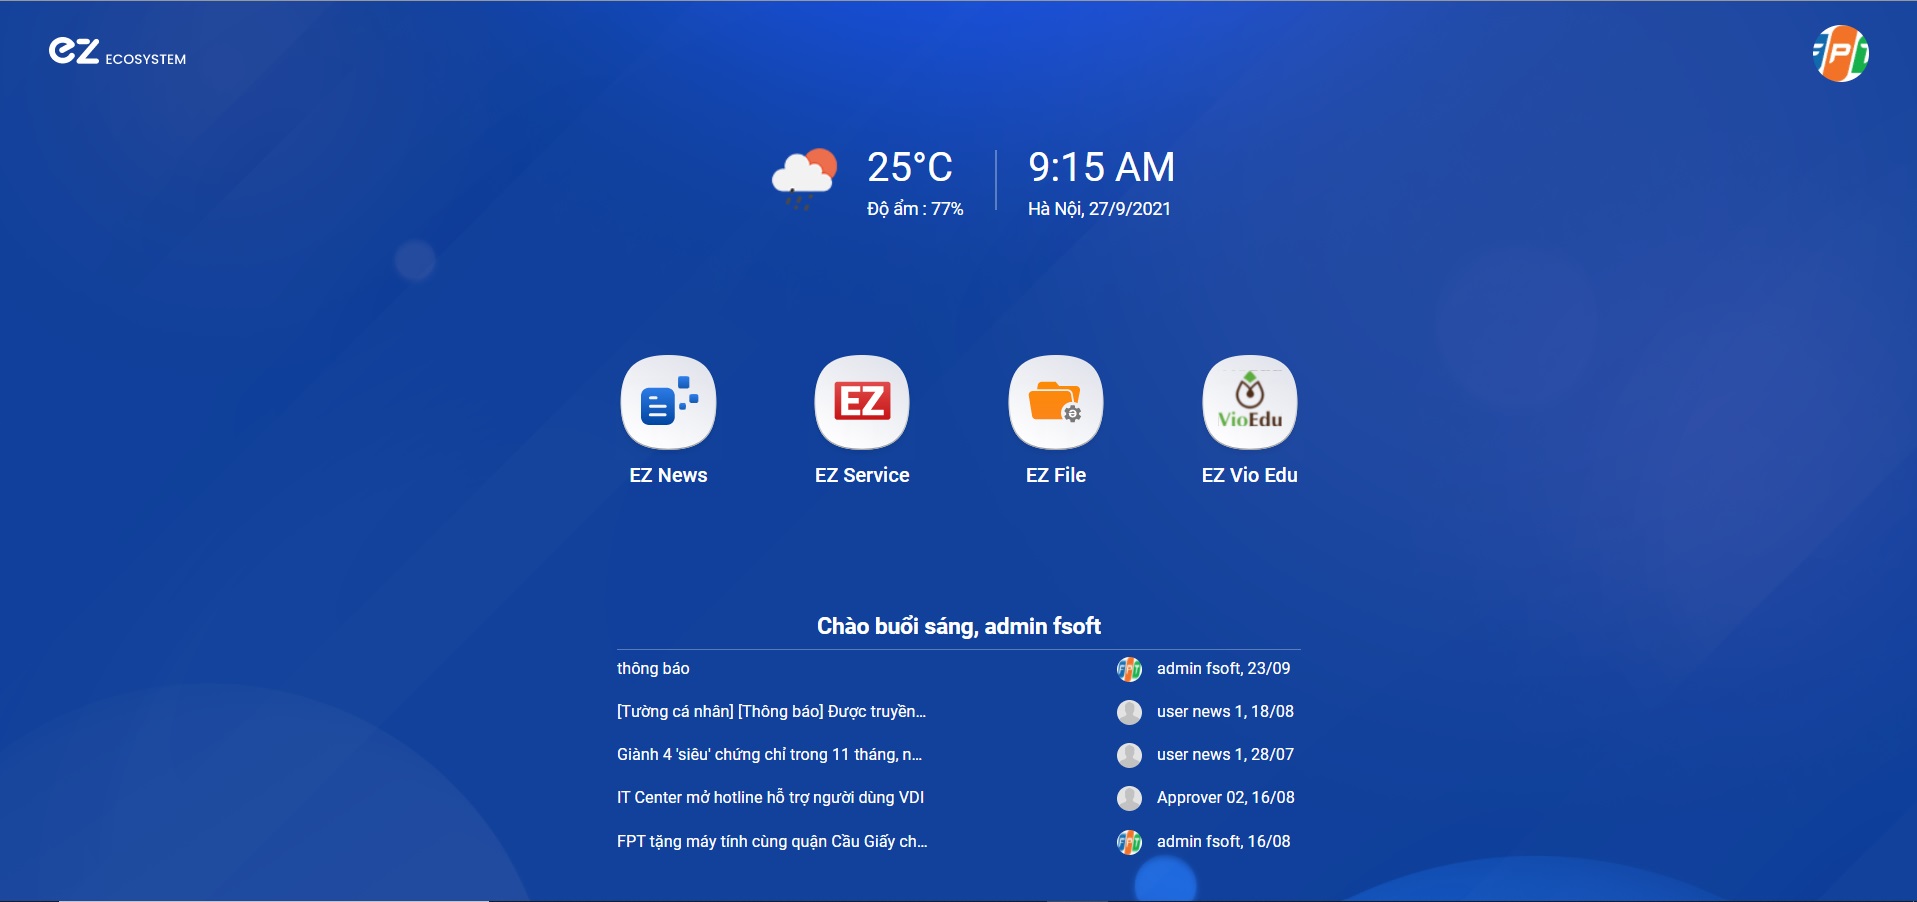 ez ECOSYSTEM
FPT
25°C
Độ ẩm : 77%
9:15 AM
Hà Nội, 27/9/2021
EZ
VioEdu
EZ News
EZ Service
EZ File
EZ Vio Edu
Chào buổi sáng, admin fsoft
thông báo admin fsoft, 23/09
[Tường cá nhân] [Thông báo] Được truyền... user news 1, 18/08
Giành 4 'siêu' chứng chỉ trong 11 tháng, n... user news 1, 28/07
IT Center mở hotline hỗ trợ người dùng VDI Approver 02, 16/08
FPT tặng máy tính cùng quận Cầu Giấy ch... admin fsoft, 16/08